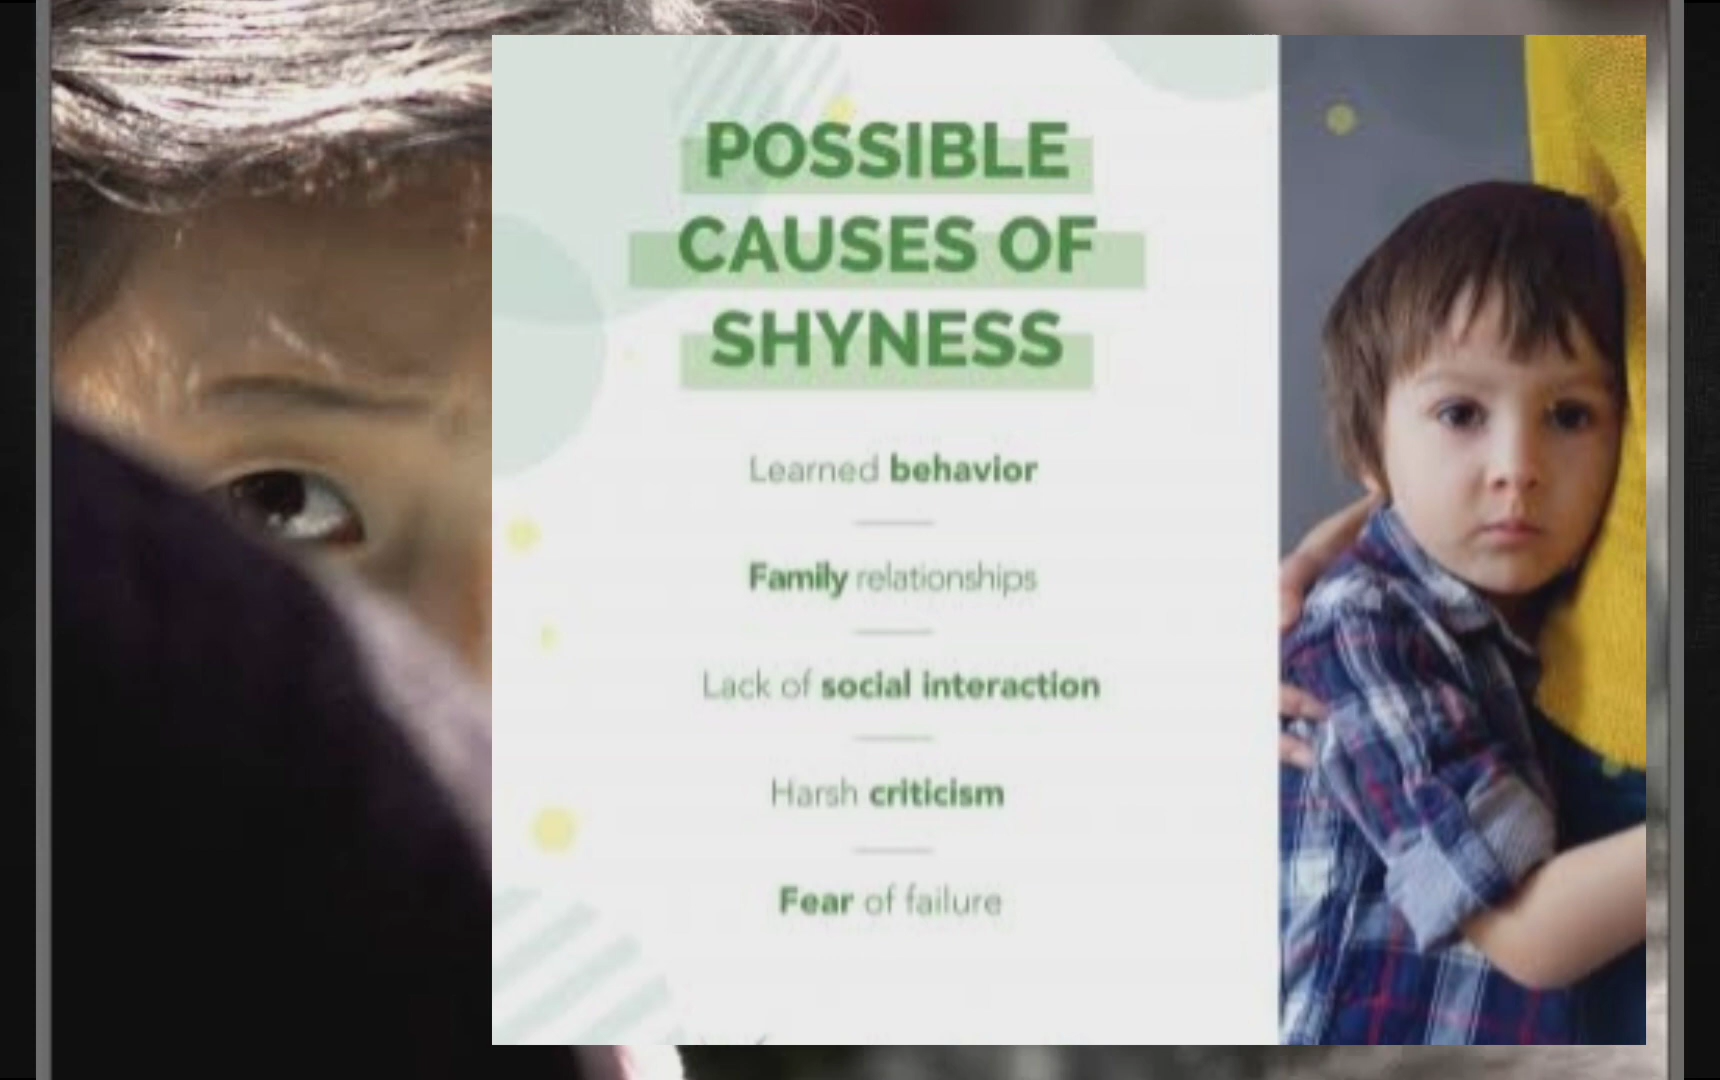 POSSIBLE
CAUSES OF
SHYNESS
Learned behavior
Family relationships
Lack of social interaction
Harsh criticism
Fear of failure